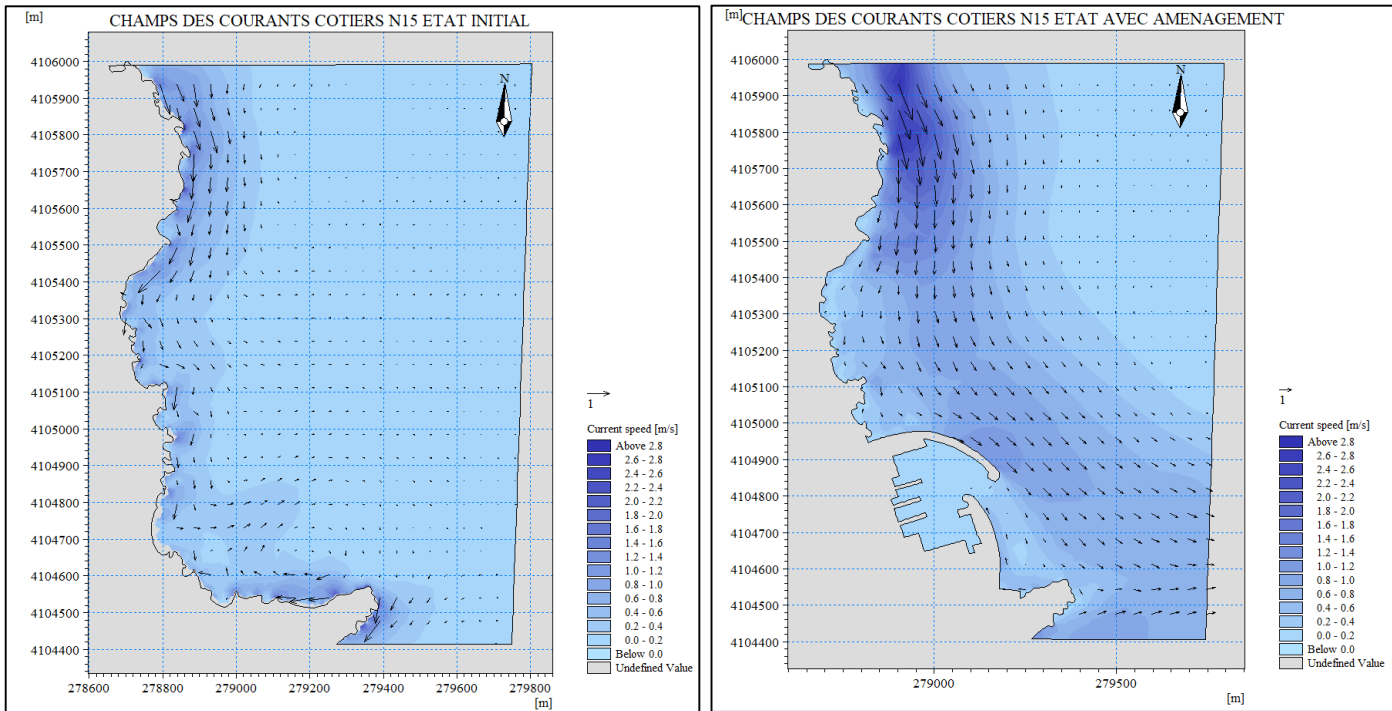 [m]
CHAMPS DES COURANTS COTIERS N15 ETAT INITIAL
4106000
4105900
4105800
4105700
4105600
4105500
4105400
4105300
4105200
4105100
4105000
4104900
4104800
4104700
4104600
4104500
4104400
N
278600
278800
279000
279200
279400
279600
279800
[m]
1
Current speed [m/s]
Above 2.8
2.6 - 2.8
2.4 - 2.6
2.2 - 2.4
2.0 - 2.2
1.8 - 2.0
1.6 - 1.8
1.4 - 1.6
1.2 - 1.4
1.0 - 1.2
0.8 - 1.0
0.6 - 0.8
0.4 - 0.6
0.2 - 0.4
0.0 - 0.2
Below 0.0
Undefined Value
[m]
CHAMPS DES COURANTS COTIERS N15 ETAT AVEC AMENAGEMENT
4106000
4105900
4105800
4105700
4105600
4105500
4105400
4105300
4105200
4105100
4105000
4104900
4104800
4104700
4104600
4104500
4104400
N
279000
279500
[m]
1
Current speed [m/s]
Above 2.8
2.6 - 2.8
2.4 - 2.6
2.2 - 2.4
2.0 - 2.2
1.8 - 2.0
1.6 - 1.8
1.4 - 1.6
1.2 - 1.4
1.0 - 1.2
0.8 - 1.0
0.6 - 0.8
0.4 - 0.6
0.2 - 0.4
0.0 - 0.2
Below 0.0
Undefined Value